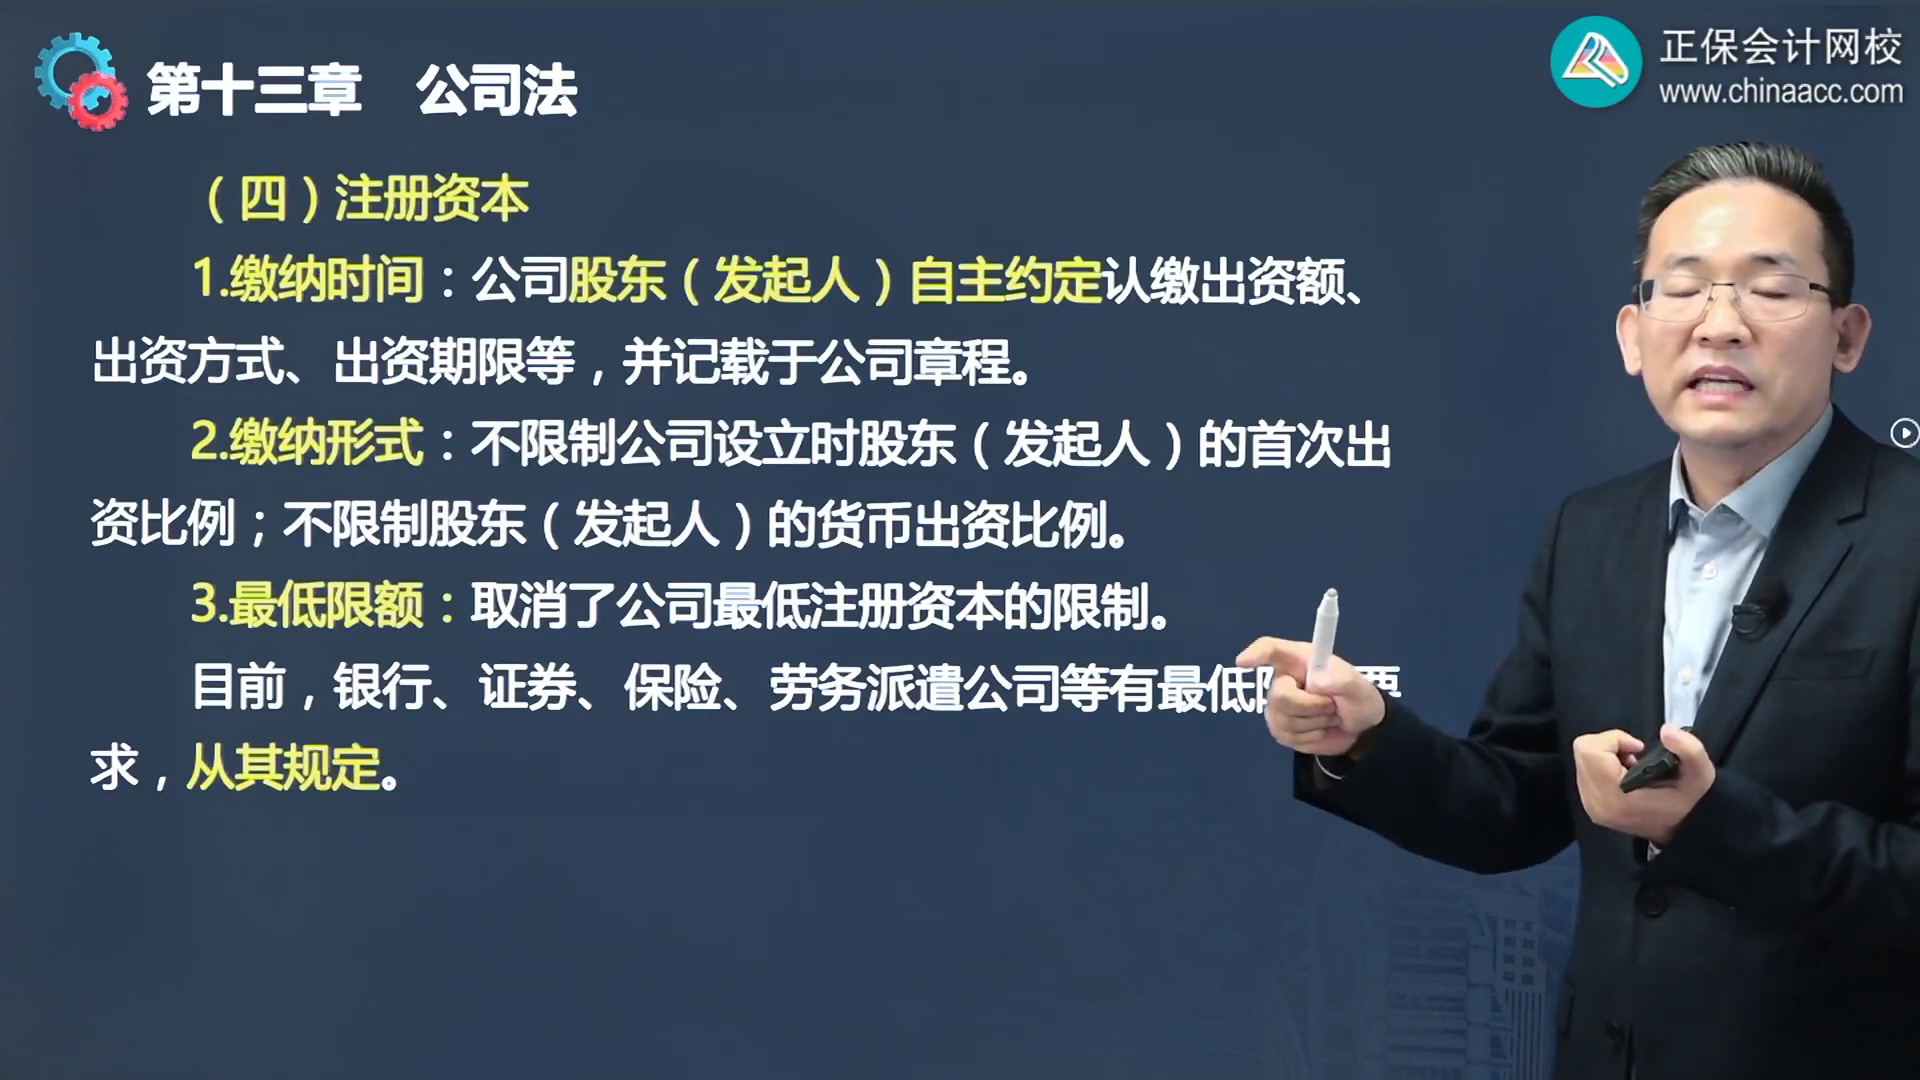 第十三章 公司法
正保会计网校
www.chinaacc.com
（四）注册资本
1.缴纳时间：公司股东（发起人）自主约定认缴出资额、
出资方式、出资期限等，并记载于公司章程。
2.缴纳形式：不限制公司设立时股东（发起人）的首次出
资比例；不限制股东（发起人）的货币出资比例。
3.最低限额：取消了公司最低注册资本的限制。
目前，银行、证券、保险、劳务派遣公司等有最低 要
求，从其规定。